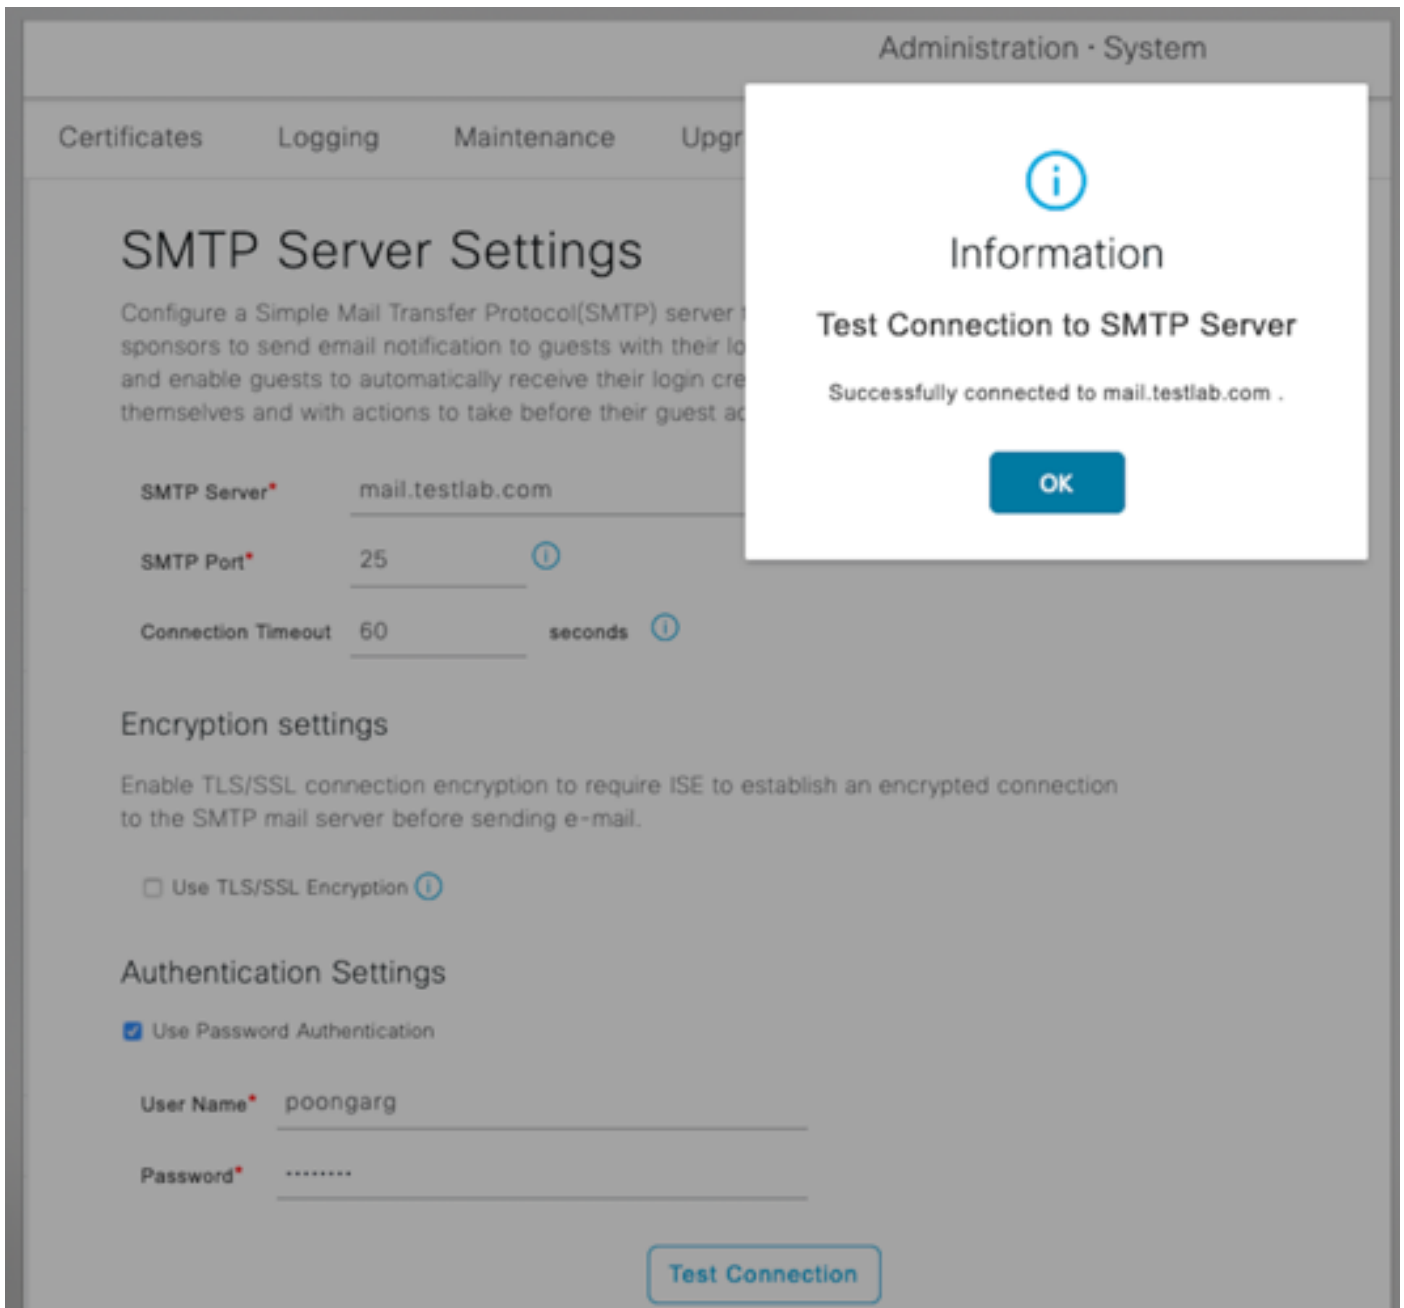 Administration · System
Certificates Logging Maintenance Upgr
SMTP Server Settings
Configure a Simple Mail Transfer Protocol(SMTP) server
sponsors to send email notification to guests with their lo
and enable guests to automatically receive their login cre
themselves and with actions to take before their guest ac
SMTP Server* mail.testlab.com
SMTP Port* 25
Connection Timeout 60 seconds
Encryption settings
Enable TLS/SSL connection encryption to require ISE to establish an encrypted connection
to the SMTP mail server before sending e-mail.
Use TLS/SSL Encryption
Authentication Settings
Use Password Authentication
User Name* poongarg
Password* ········
Test Connection
Information
Test Connection to SMTP Server
Successfully connected to mail.testlab.com .
OK